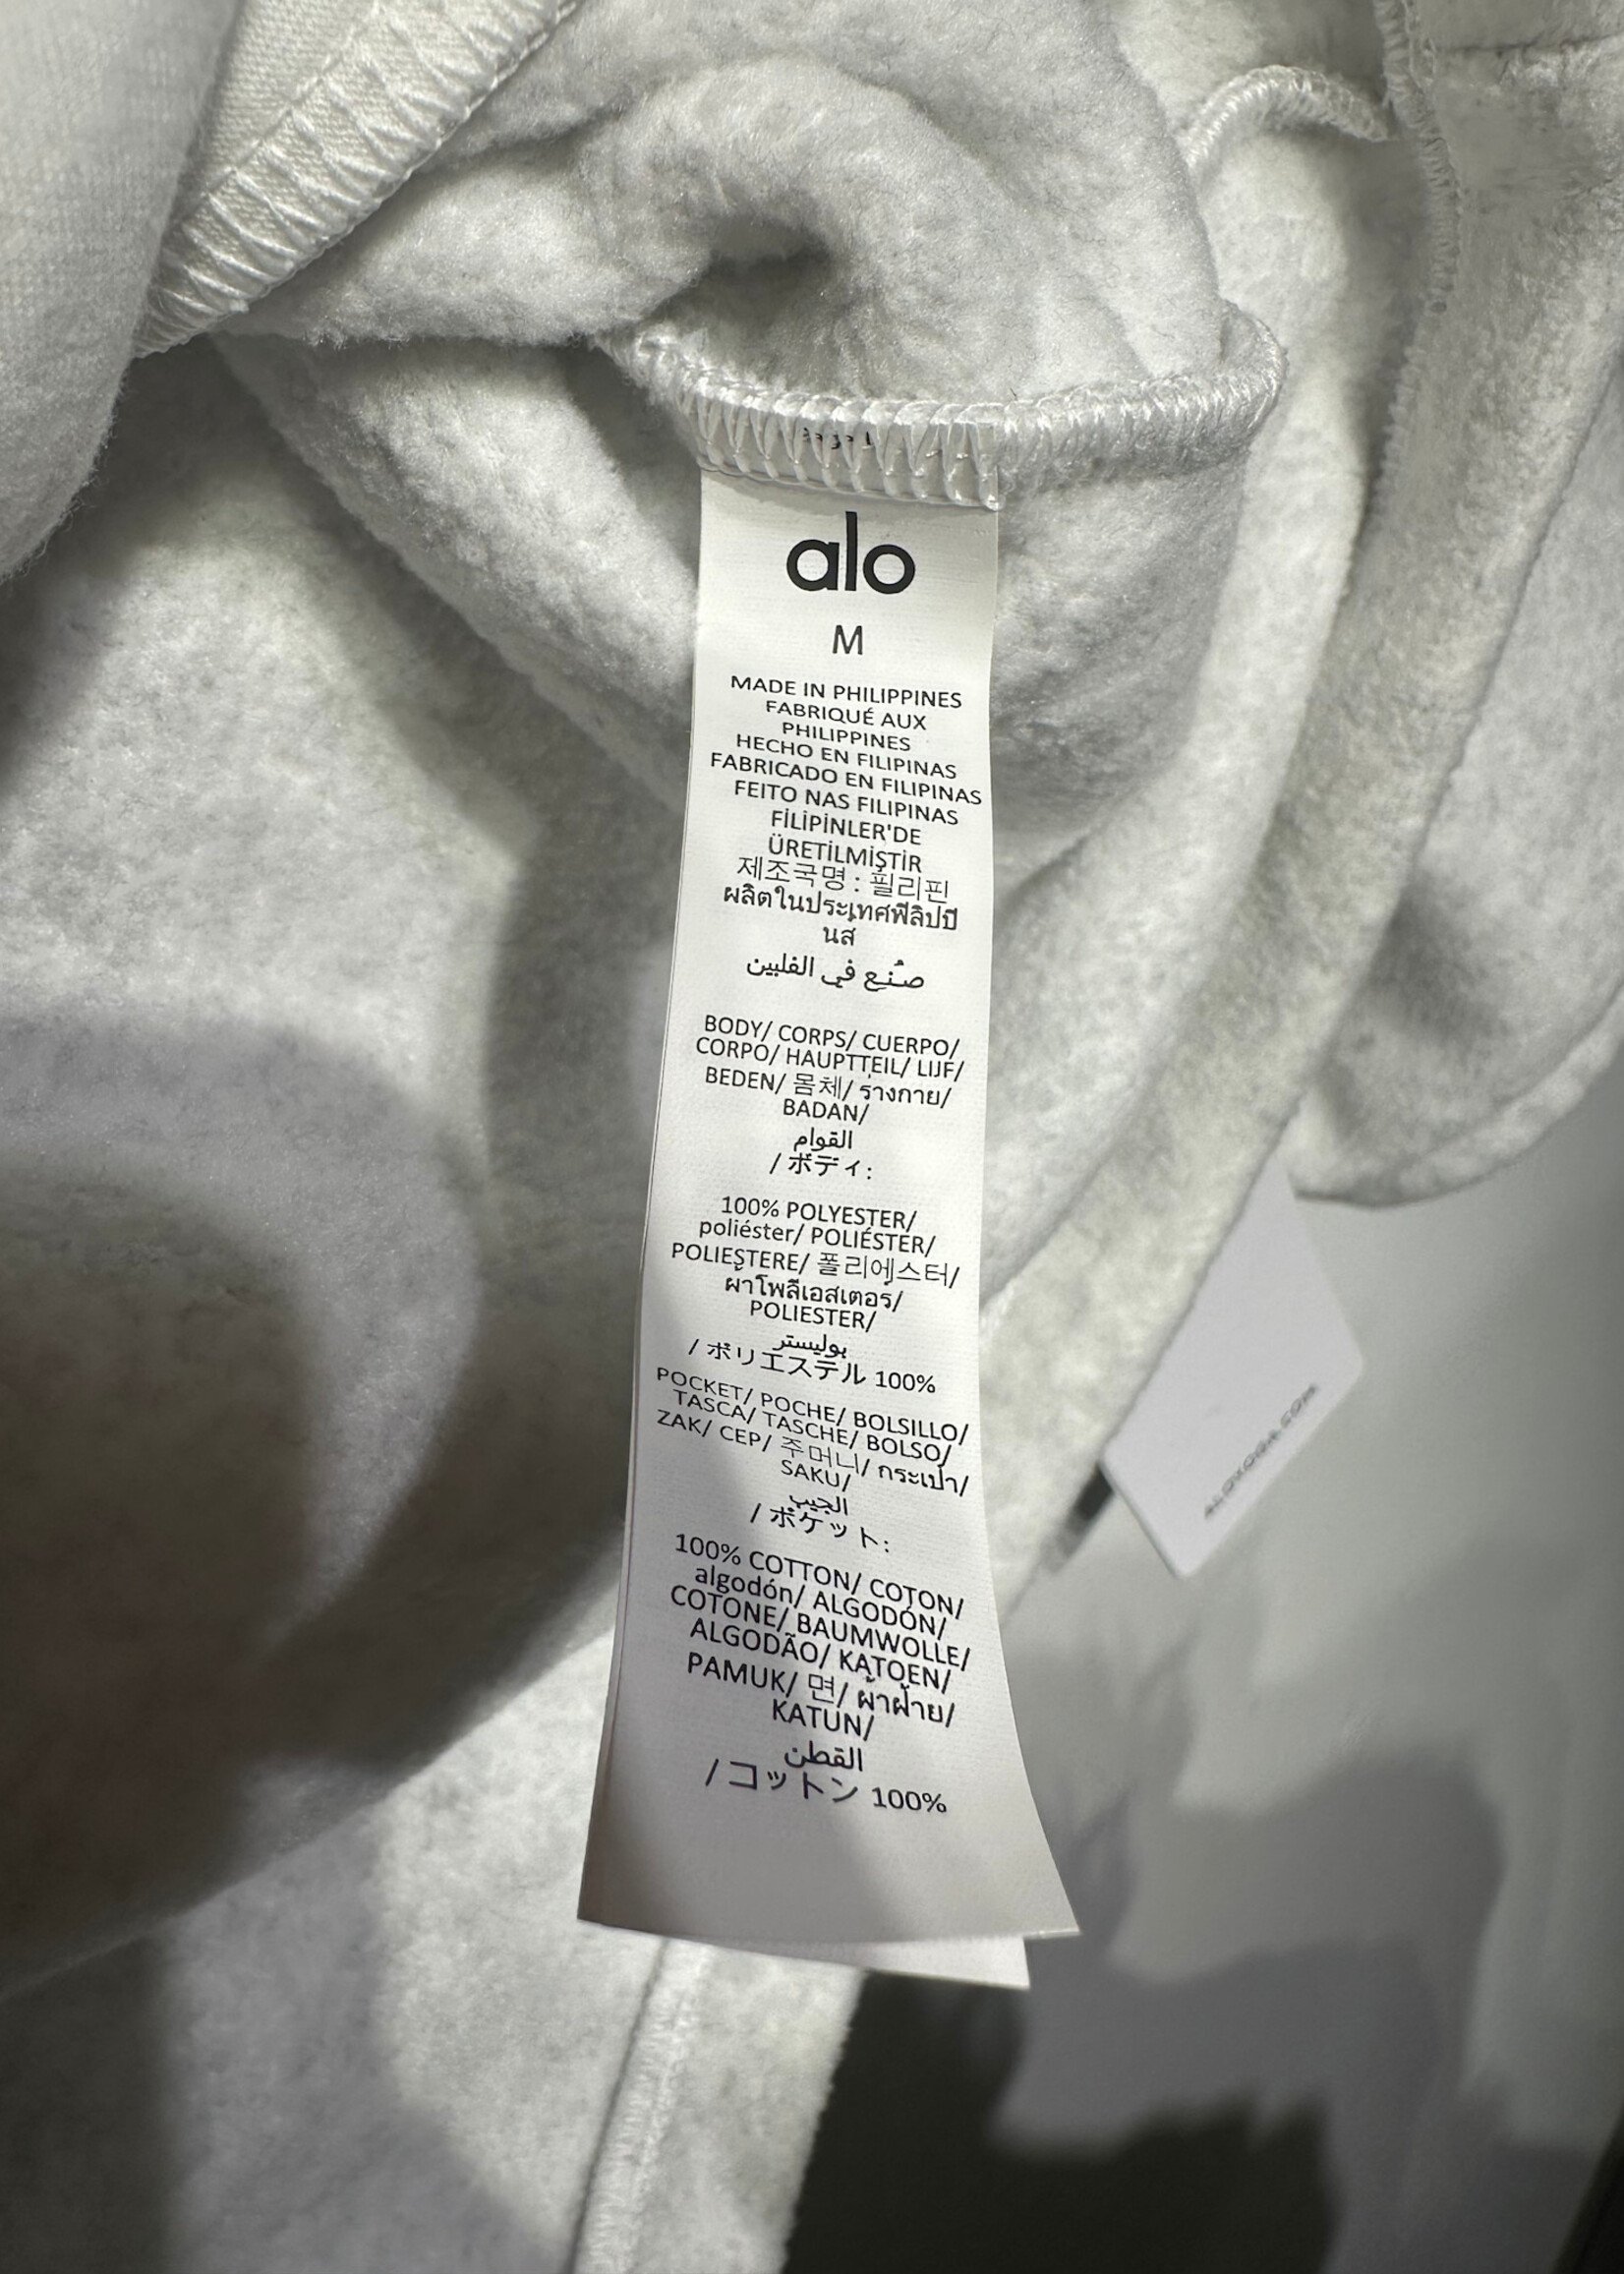 alo
M
MADE IN PHILIPPINES
FABRIQUÉ AUX
PHILIPPINES
HECHO EN FILIPINAS
FABRICADO EN FILIPINAS
FEITO NAS FILIPINAS
FİLİPİNLER'DE
ÜRETİLMİŞTİR
제조국명 : 필리핀
ผลิตในประเทศฟิลิปปี
นส์
صُنِع في الفلبين
BODY/ CORPS/ CUERPO/
CORPO/ HAUPTTEIL/ LIJF/
BEDEN/ 몸체/ ร่างกาย/
BADAN/
القوام
/ ボディ:
100% POLYESTER/
poliéster/ POLIÉSTER/
POLIESTERE/ 폴리에스터/
ผ้าโพลีเอสเตอร์/
POLIESTER/
بوليستر
/ ポリエステル 100%
POCKET/ POCHE/ BOLSILLO/
TASCA/ TASCHE/ BOLSO/
ZAK/ CEP/ 주머니/ กระเป๋า/
SAKU/
الجيب
/ ポケット:
100% COTTON/ COTON/
algodón/ ALGODÓN/
COTONE/ BAUMWOLLE/
ALGODÃO/ KATOEN/
PAMUK/ 면/ ผ้าฝ้าย/
KATUN/
القطن
/ コットン 100%
ALOYOGA.COM